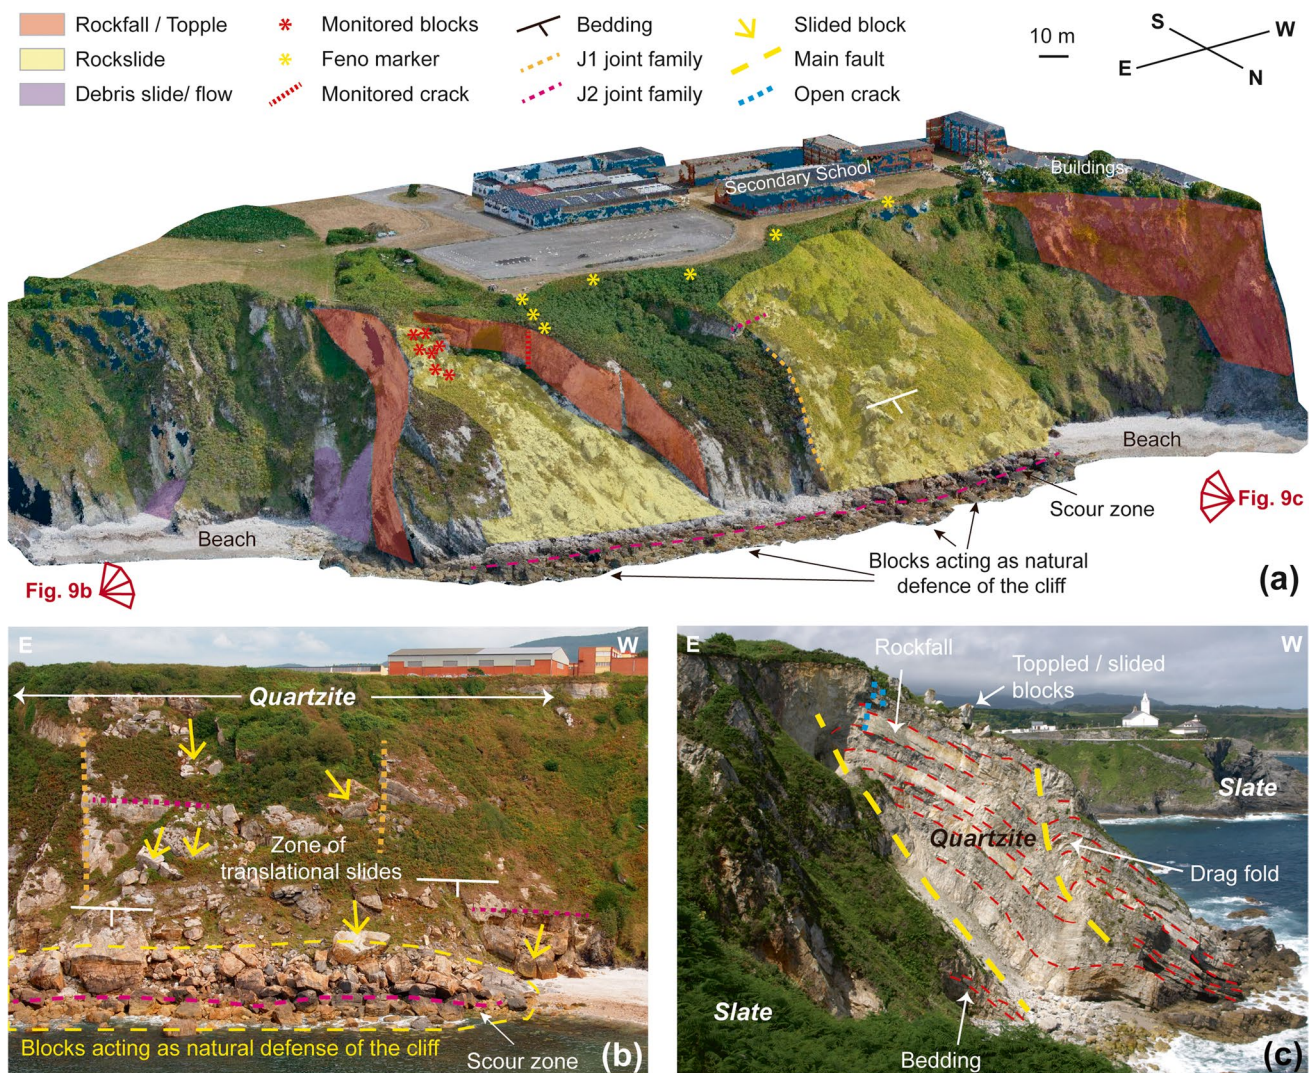 Rockfall / Topple
Rockslide
Debris slide/ flow
Monitored blocks
Feno marker
Monitored crack
Bedding
J1 joint family
J2 joint family
Slided block
Main fault
Open crack
10 m
S
W
E
N
Secondary School
Buildings
Beach
Beach
Scour zone
Fig. 9c
Blocks acting as natural
defence of the cliff
Fig. 9b
(a)
E
W
Quartzite
Zone of
translational slides
Blocks acting as natural defense of the cliff
Scour zone
(b)
E
W
Rockfall
Toppled / slided
blocks
Slate
Quartzite
Drag fold
Slate
Bedding
(c)